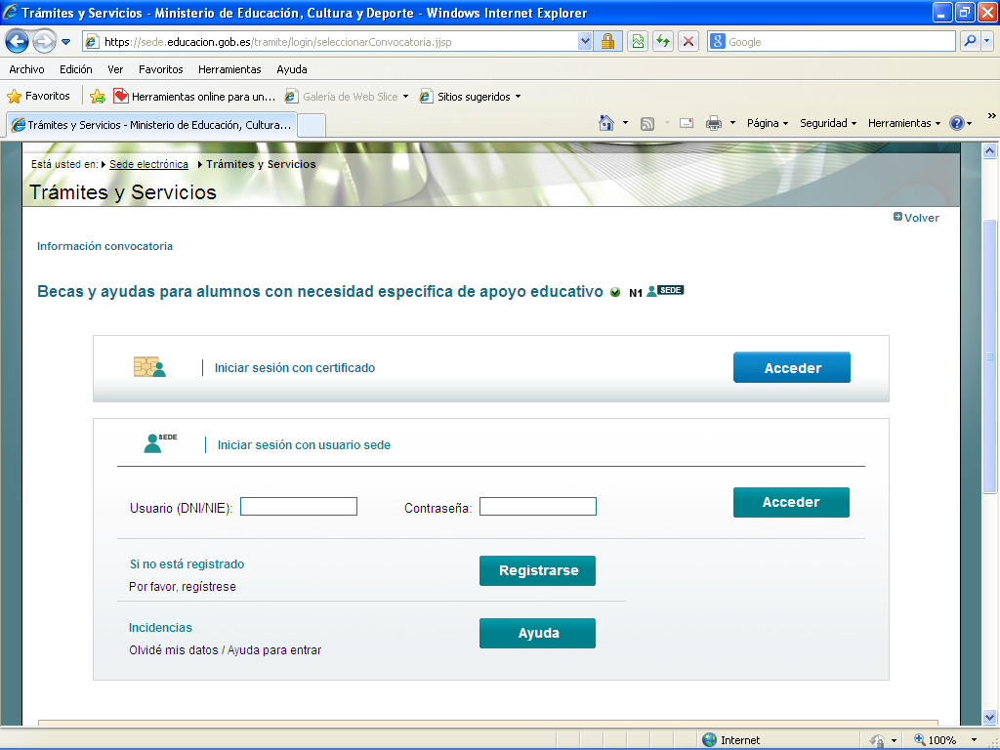 Trámites y Servicios - Ministerio de Educación, Cultura y Deporte - Windows Internet Explorer
https://sede.educacion.gob.es/tramite/login/seleccionarConvocatoria.jjsp
Google
Archivo Edición Ver Favoritos Herramientas Ayuda
Favoritos Herramientas online para un... Galería de Web Slice Sitios sugeridos
Trámites y Servicios - Ministerio de Educación, Cultura... Página Seguridad Herramientas »
Está usted en: Sede electrónica Trámites y Servicios
Trámites y Servicios
Volver
Información convocatoria
Becas y ayudas para alumnos con necesidad específica de apoyo educativo N1 SEDE
Iniciar sesión con certificado Acceder
SEDE Iniciar sesión con usuario sede
Usuario (DNI/NIE): Contraseña: Acceder
Si no está registrado
Por favor, regístrese Registrarse
Incidencias
Olvidé mis datos / Ayuda para entrar Ayuda
Internet 100%